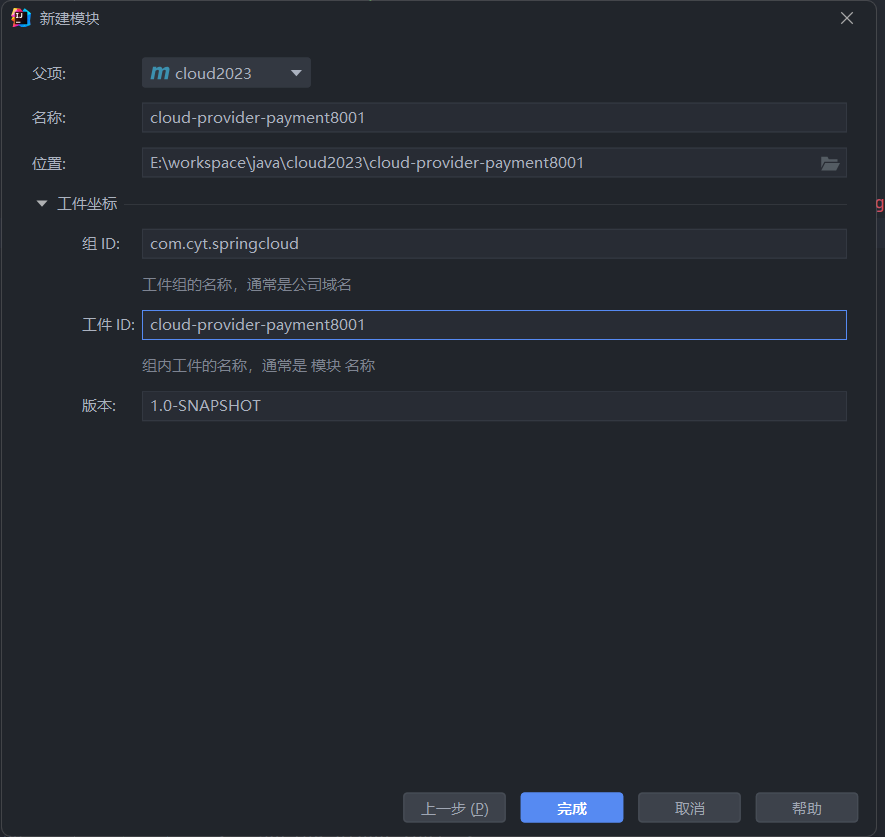 新建模块
父项: m cloud2023
名称: cloud-provider-payment8001
位置: E:\workspace\java\cloud2023\cloud-provider-payment8001
工件坐标
g
组 ID: com.cyt.springcloud
工件组的名称，通常是公司域名
工件 ID: cloud-provider-payment8001
组内工件的名称，通常是 模块 名称
版本: 1.0-SNAPSHOT
上一步 (P) 完成 取消 帮助